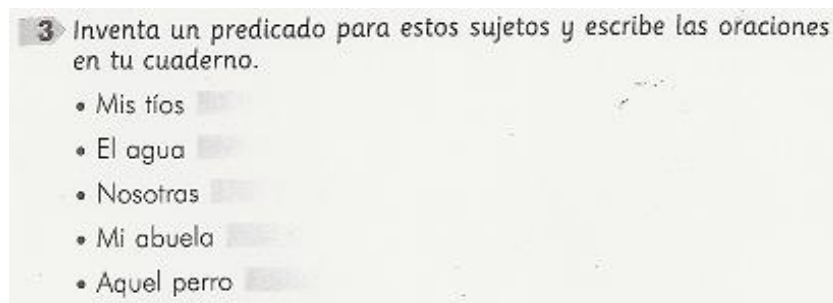 3 Inventa un predicado para estos sujetos y escribe las oraciones
en tu cuaderno.
• Mis tíos
• El agua
• Nosotras
• Mi abuela
• Aquel perro